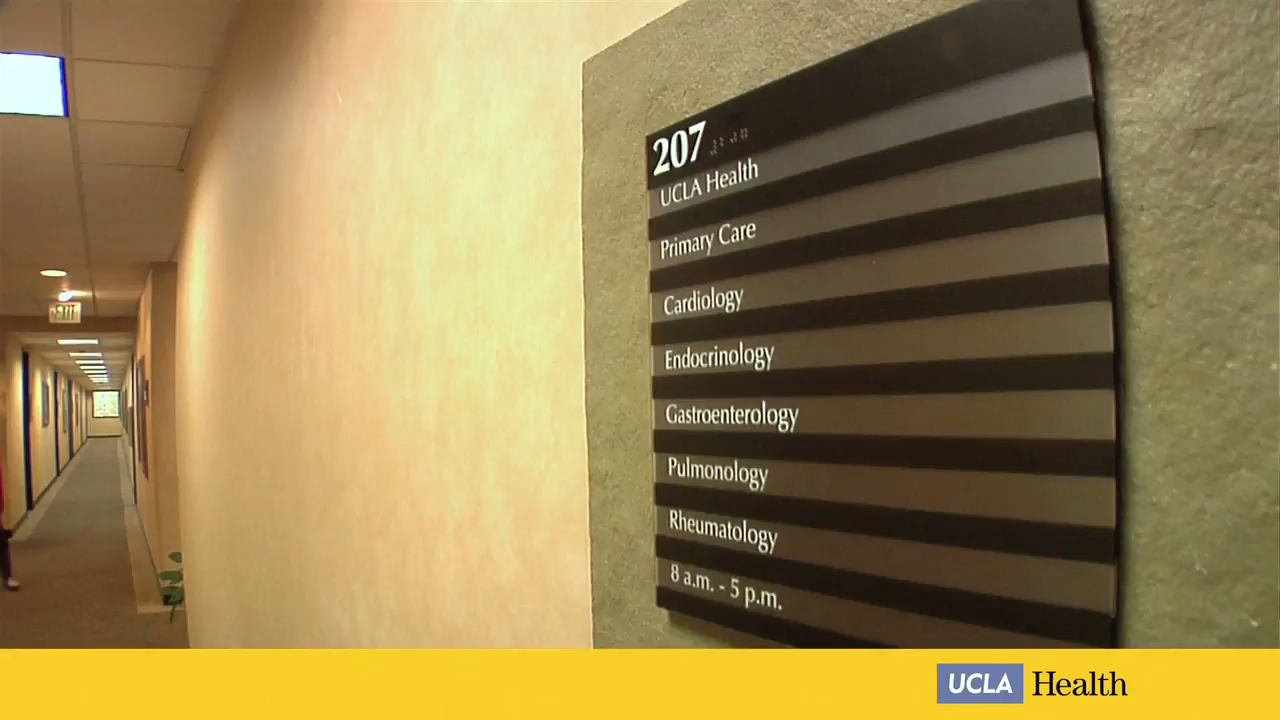 EXIT
207
UCLA Health
Primary Care
Cardiology
Endocrinology
Gastroenterology
Pulmonology
Rheumatology
8 a.m. - 5 p.m.
UCLA Health